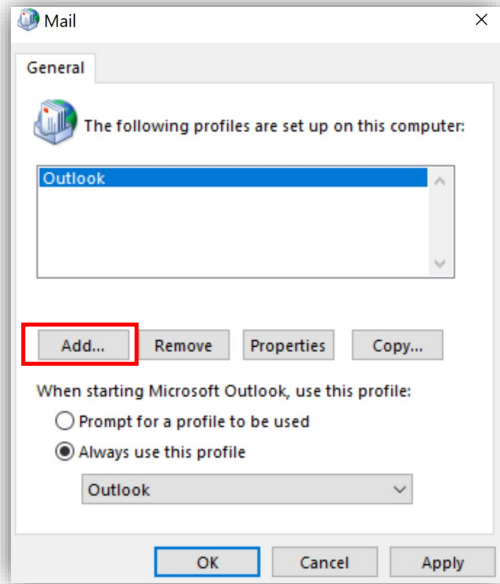 Mail
General
The following profiles are set up on this computer:
Outlook
Add... Remove Properties Copy...
When starting Microsoft Outlook, use this profile:
Prompt for a profile to be used
Always use this profile
Outlook
OK Cancel Apply